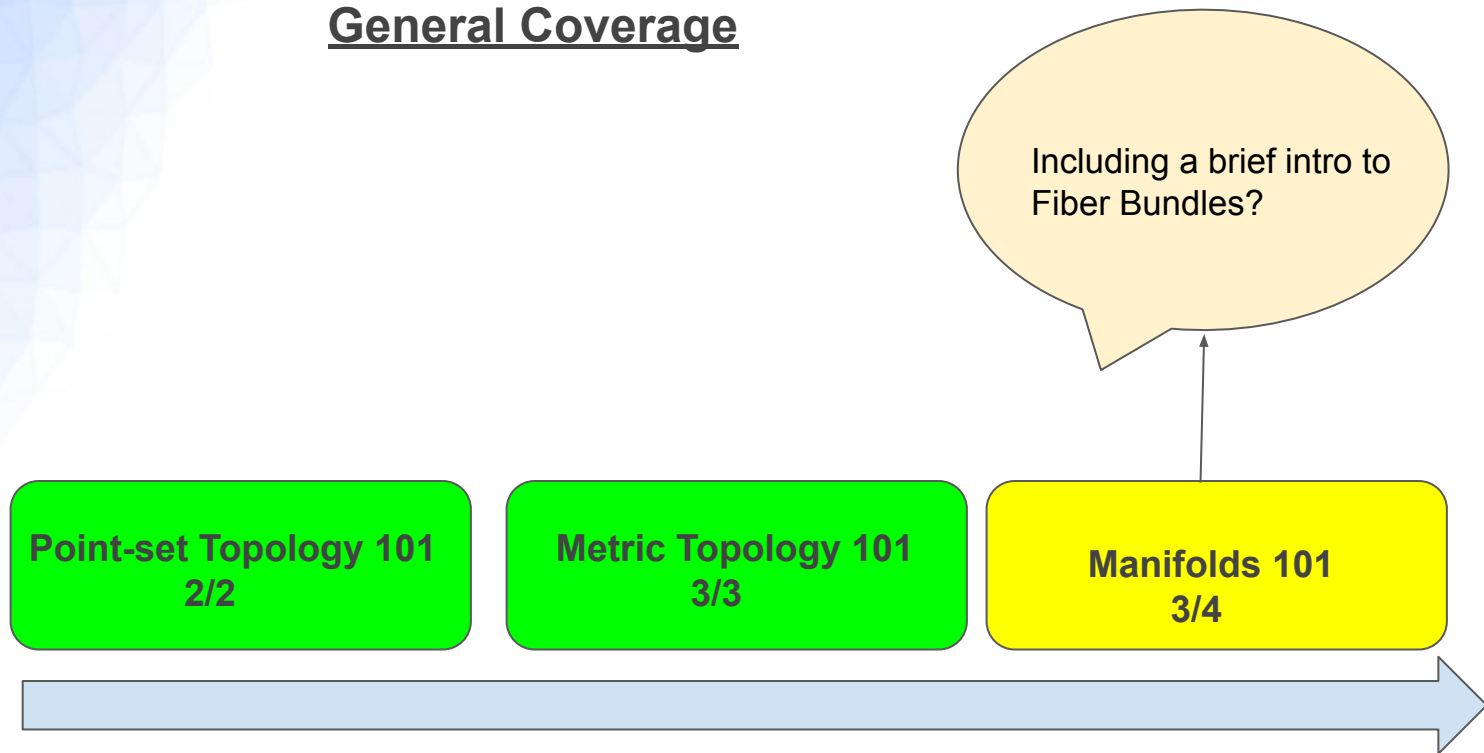 General Coverage
Including a brief intro to
Fiber Bundles?
Point-set Topology 101
2/2
Metric Topology 101
3/3
Manifolds 101
3/4